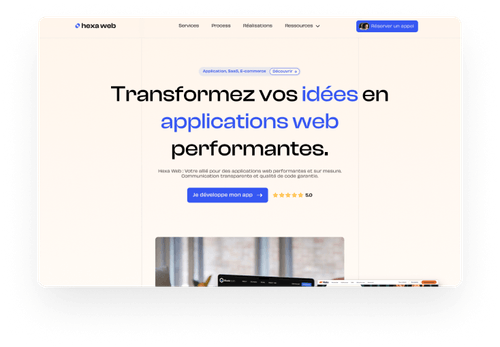 hexa web
Services Process Réalisations Ressources
Réserver un appel
Application, SaaS, E-commerce Découvrir
Transformez vos idées en
applications web
performantes.
Hexa Web : Votre allié pour des applications web performantes et sur mesure.
Communication transparente et qualité de code garantie.
Je développe mon app
5.0